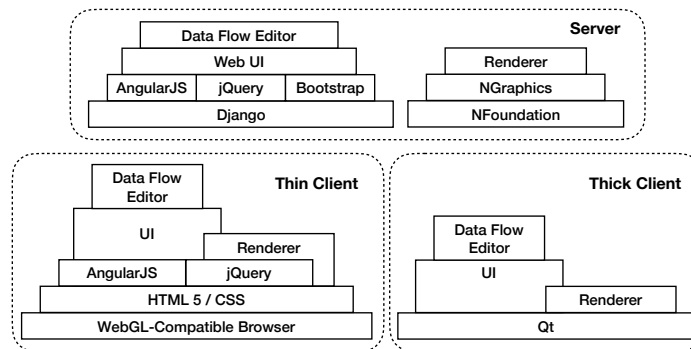 Server
Data Flow Editor
Web UI
AngularJS
jQuery
Bootstrap
Django
Renderer
NGraphics
NFoundation
Thin Client
Data Flow
Editor
UI
Renderer
AngularJS
jQuery
HTML 5 / CSS
WebGL-Compatible Browser
Thick Client
Data Flow
Editor
UI
Renderer
Qt